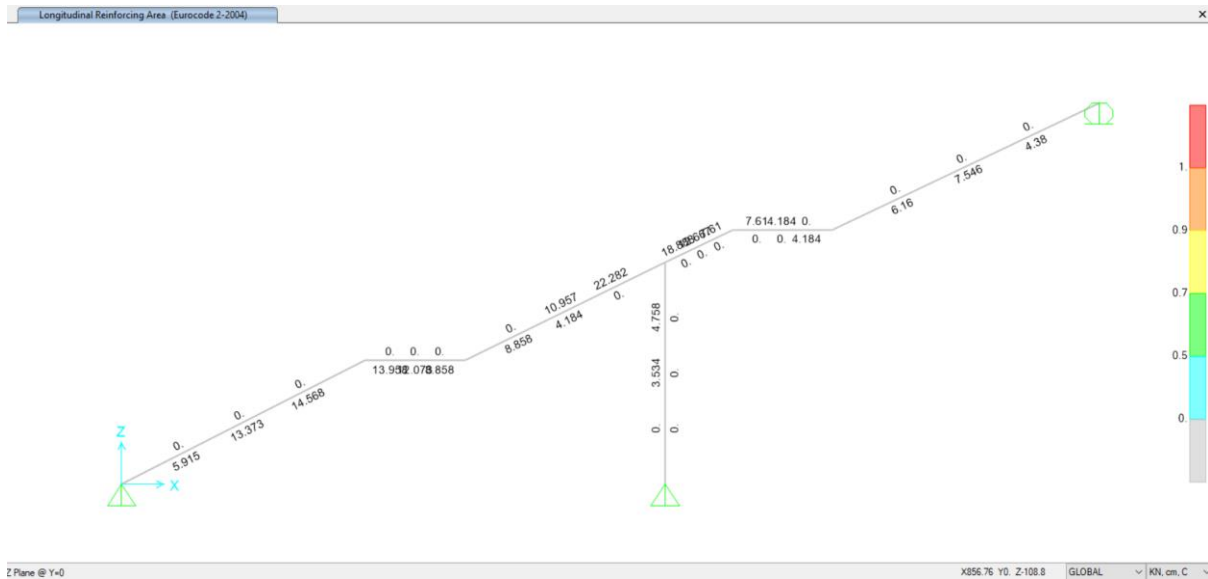 Longitudinal Reinforcing Area (Eurocode 2-2004)
0.
4.38
0.
7.546
0.
6.16
1.
0.9
0.7
0.5
0.
7.61 4.184 0.
0. 0. 4.184
0. 0. 0.
22.282
0.
10.957
4.184
0.
8.858
4.758 0.
3.534 0.
0. 0.
0. 0. 0.
0.
14.568
0.
13.373
0.
5.915
Z
X
Z Plane @ Y=0
X856.76 Y0. Z-108.8
GLOBAL
KN, cm, C